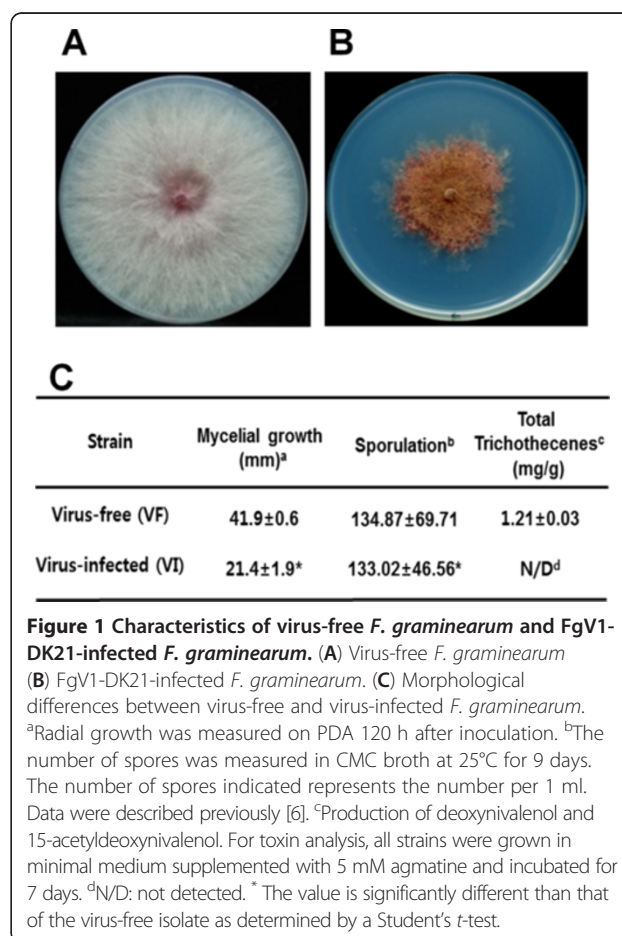 A
B
C
Strain
Mycelial growth
(mm)a
Sporulationb
Total
Trichothecenesc
(mg/g)
Virus-free (VF) 41.9±0.6 134.87±69.71 1.21±0.03
Virus-infected (VI) 21.4±1.9* 133.02±46.56* N/Dd
Figure 1 Characteristics of virus-free F. graminearum and FgV1-
DK21-infected F. graminearum. (A) Virus-free F. graminearum
(B) FgV1-DK21-infected F. graminearum. (C) Morphological
differences between virus-free and virus-infected F. graminearum.
aRadial growth was measured on PDA 120 h after inoculation. bThe
number of spores was measured in CMC broth at 25°C for 9 days.
The number of spores indicated represents the number per 1 ml.
Data were described previously [6]. cProduction of deoxynivalenol and
15-acetyldeoxynivalenol. For toxin analysis, all strains were grown in
minimal medium supplemented with 5 mM agmatine and incubated for
7 days. dN/D: not detected. * The value is significantly different than that
of the virus-free isolate as determined by a Student's t-test.